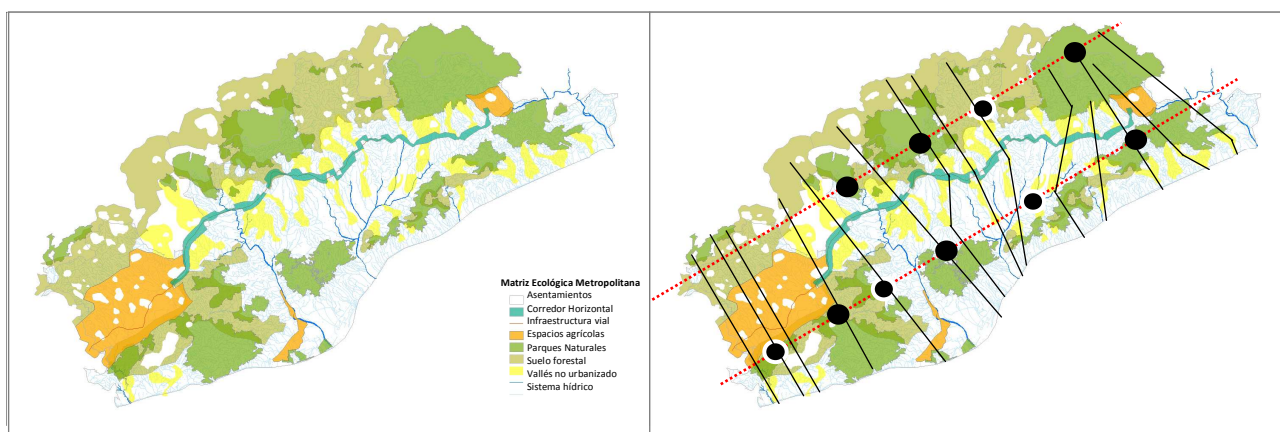 Matriz Ecológica Metropolitana
Asentamientos
Corredor Horizontal
Infraestructura vial
Espacios agrícolas
Parques Naturales
Suelo forestal
Vallés no urbanizado
Sistema hídrico